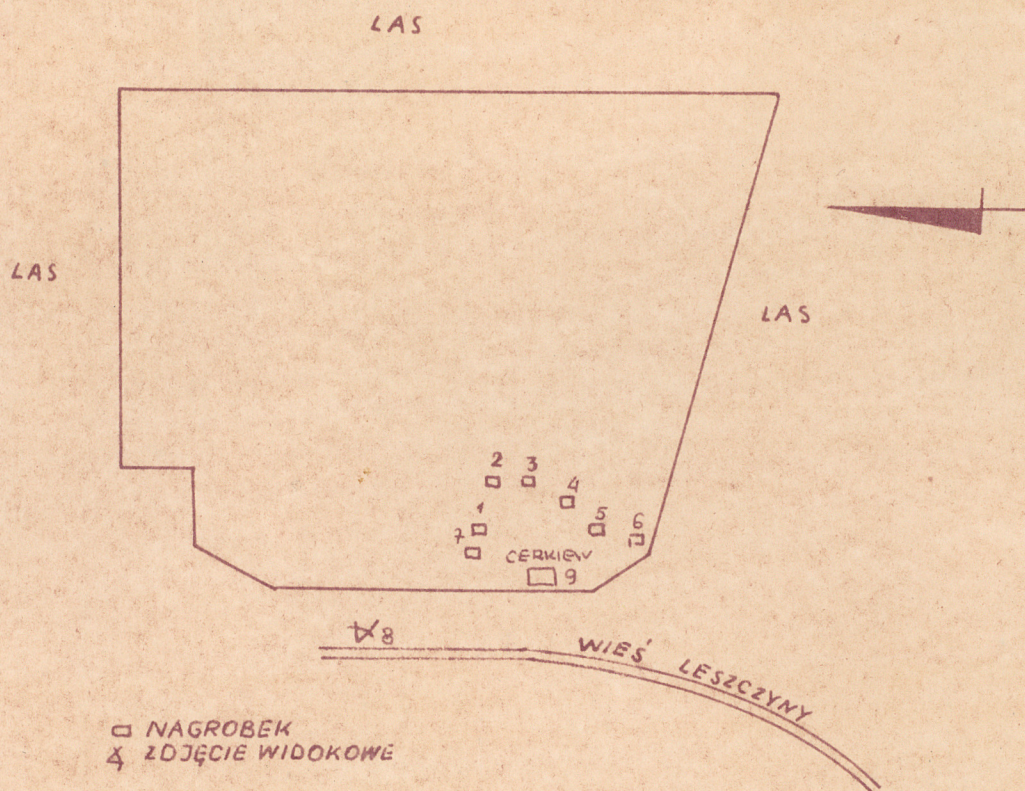 LAS
LAS
LAS
2 3
4
1
5 6
7
CERKIEW
9
8
WIEŚ LESZCZYNY
NAGROBEK
ZDJĘCIE WIDOKOWE